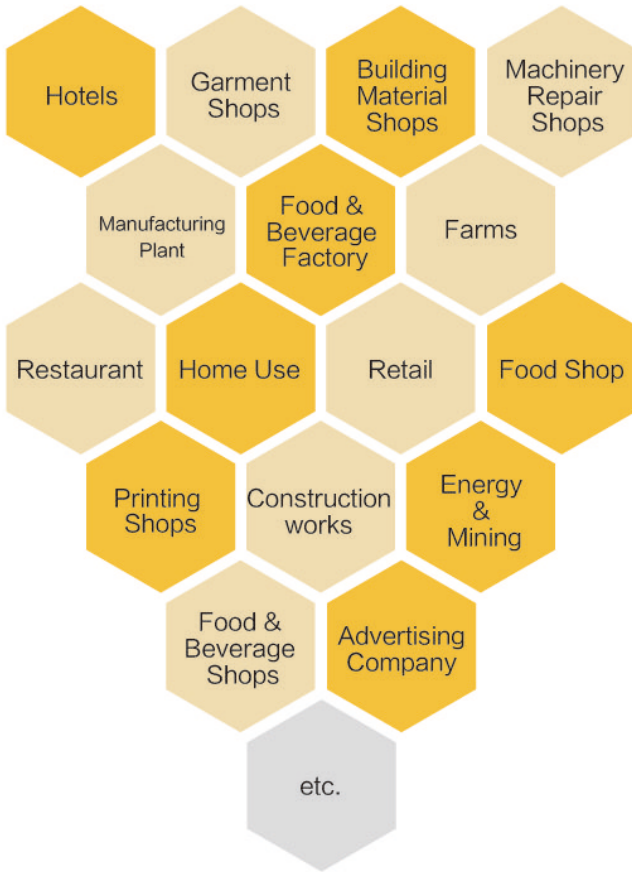 Hotels
Garment
Shops
Building
Material
Shops
Machinery
Repair
Shops
Manufacturing
Plant
Food &
Beverage
Factory
Farms
Restaurant
Home Use
Retail
Food Shop
Printing
Shops
Construction
works
Energy
&
Mining
Food &
Beverage
Shops
Advertising
Company
etc.